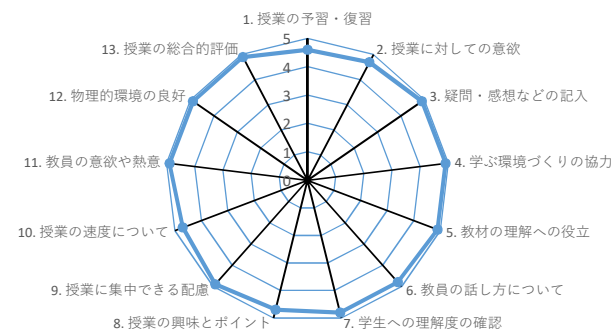 1. 授業の予習・復習
2. 授業に対しての意欲
3. 疑問・感想などの記入
4. 学ぶ環境づくりの協力
5. 教材の理解への役立
6. 教員の話し方について
7. 学生への理解度の確認
8. 授業の興味とポイント
9. 授業に集中できる配慮
10. 授業の速度について
11. 教員の意欲や熱意
12. 物理的環境の良好
13. 授業の総合的評価
5
4
3
2
1
0